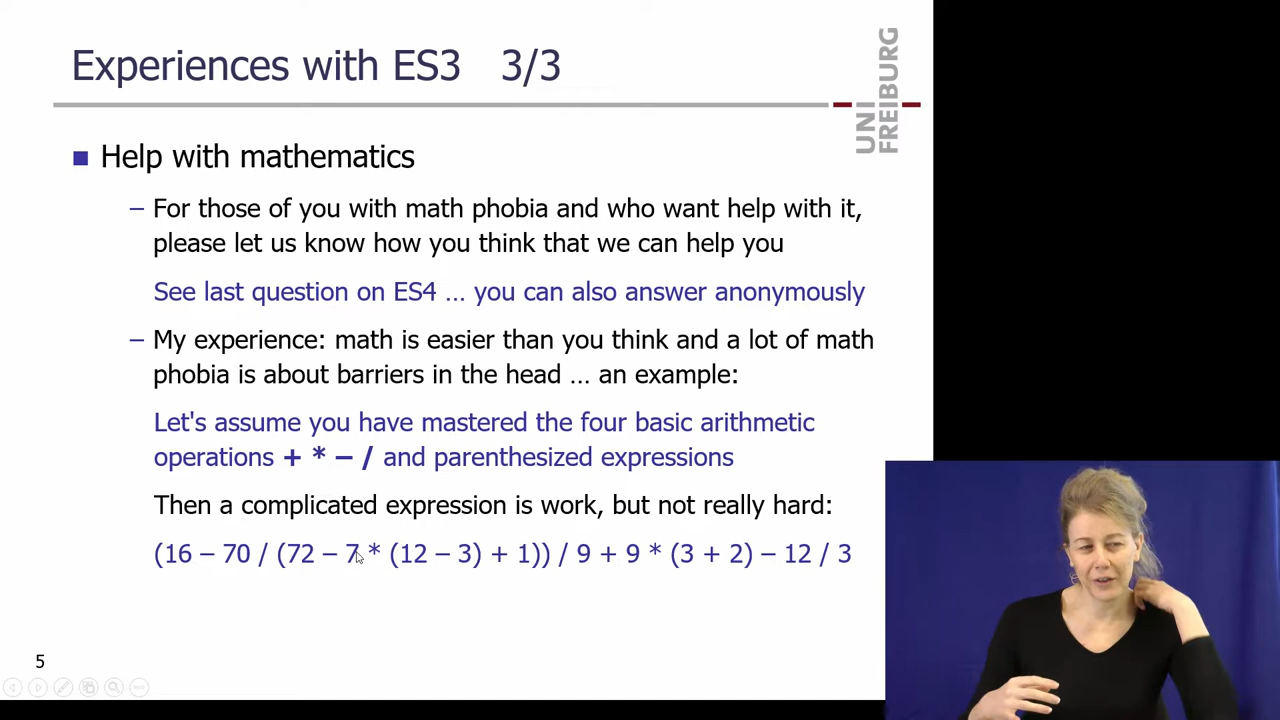 Experiences with ES3 3/3
UNI
FREIBURG
■ Help with mathematics
– For those of you with math phobia and who want help with it,
please let us know how you think that we can help you
See last question on ES4 … you can also answer anonymously
– My experience: math is easier than you think and a lot of math
phobia is about barriers in the head … an example:
Let's assume you have mastered the four basic arithmetic
operations + * – / and parenthesized expressions
Then a complicated expression is work, but not really hard:
(16 – 70 / (72 – 7 * (12 – 3) + 1)) / 9 + 9 * (3 + 2) – 12 / 3
5